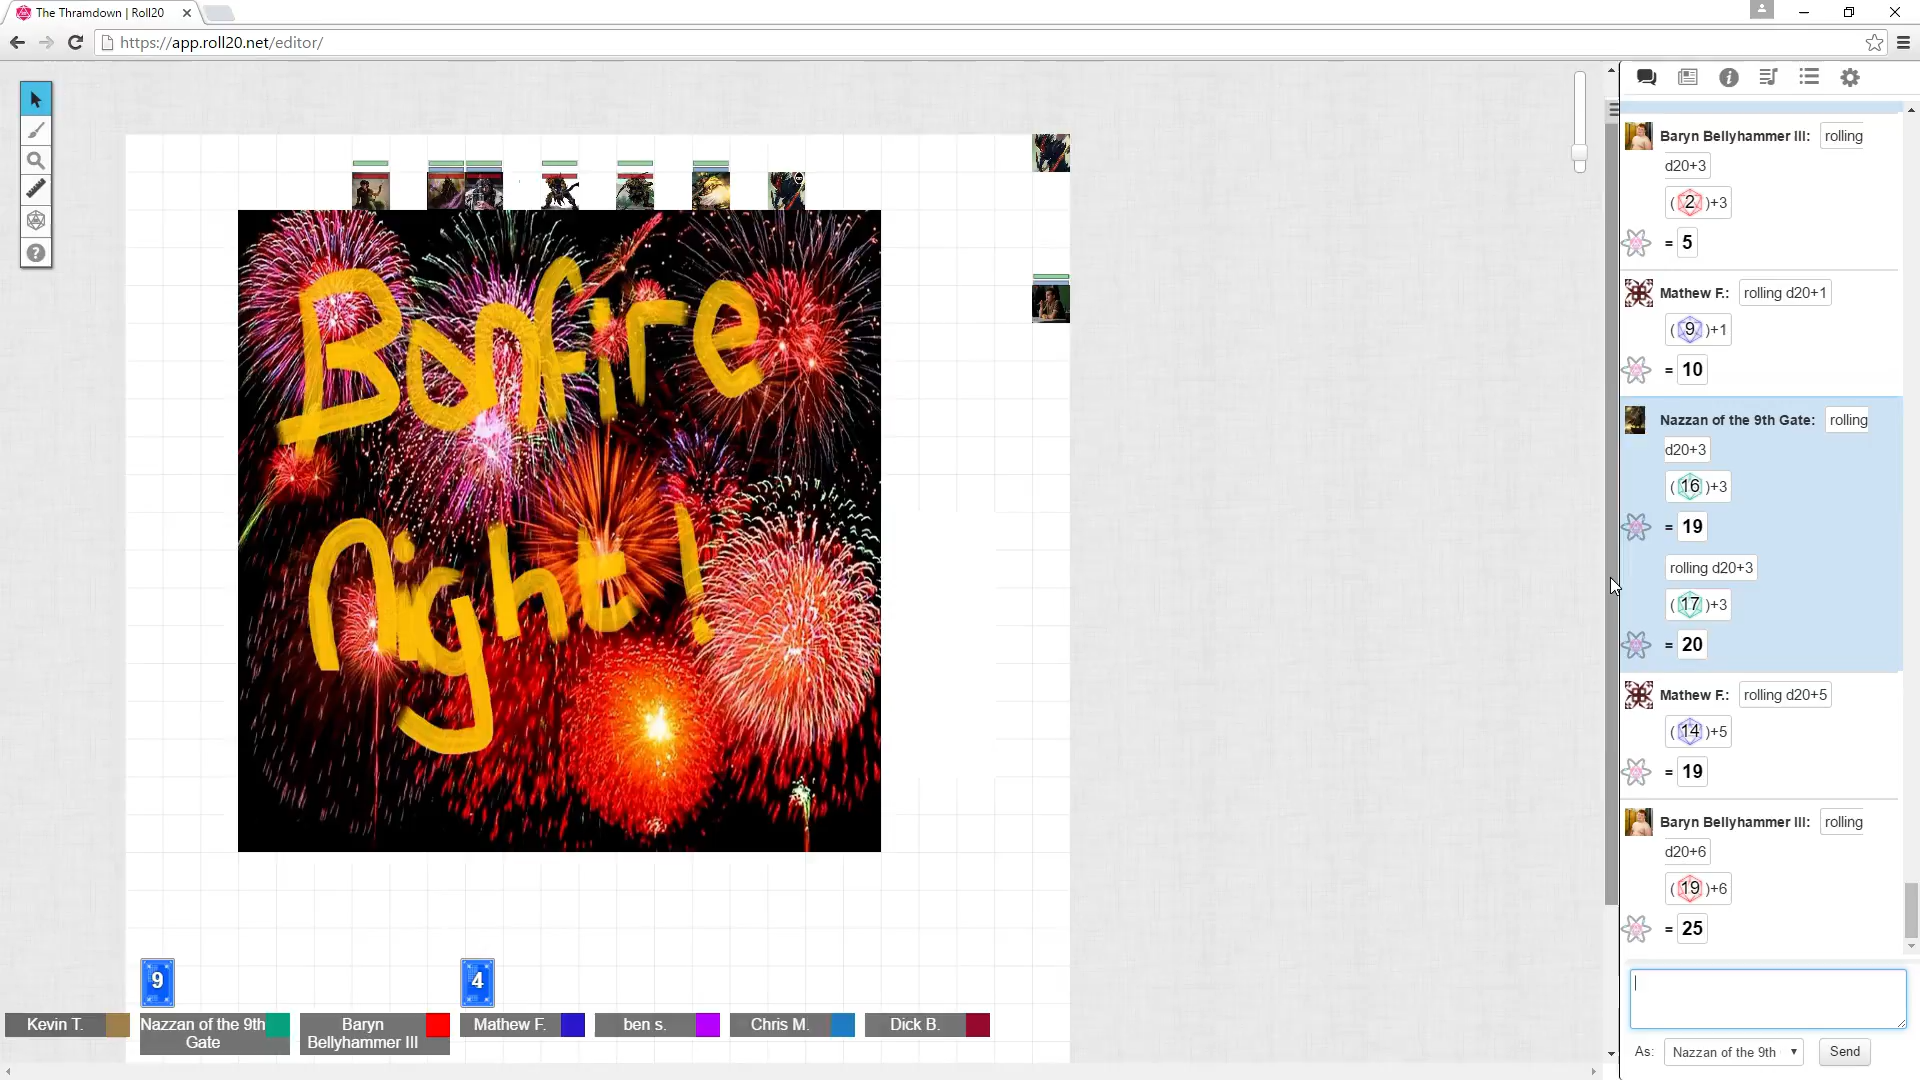 The Thramdown | Roll20
https://app.roll20.net/editor/
Bonfire
Night!
9
4
Kevin T.
Nazzan of the 9th
Gate
Baryn
Bellyhammer III
Mathew F.
ben s.
Chris M.
Dick B.
Baryn Bellyhammer III: rolling
d20+3
(2)+3
= 5
Mathew F.: rolling d20+1
(9)+1
= 10
Nazzan of the 9th Gate: rolling
d20+3
(16)+3
= 19
rolling d20+3
(17)+3
= 20
Mathew F.: rolling d20+5
(14)+5
= 19
Baryn Bellyhammer III: rolling
d20+6
(19)+6
= 25
As: Nazzan of the 9th Send